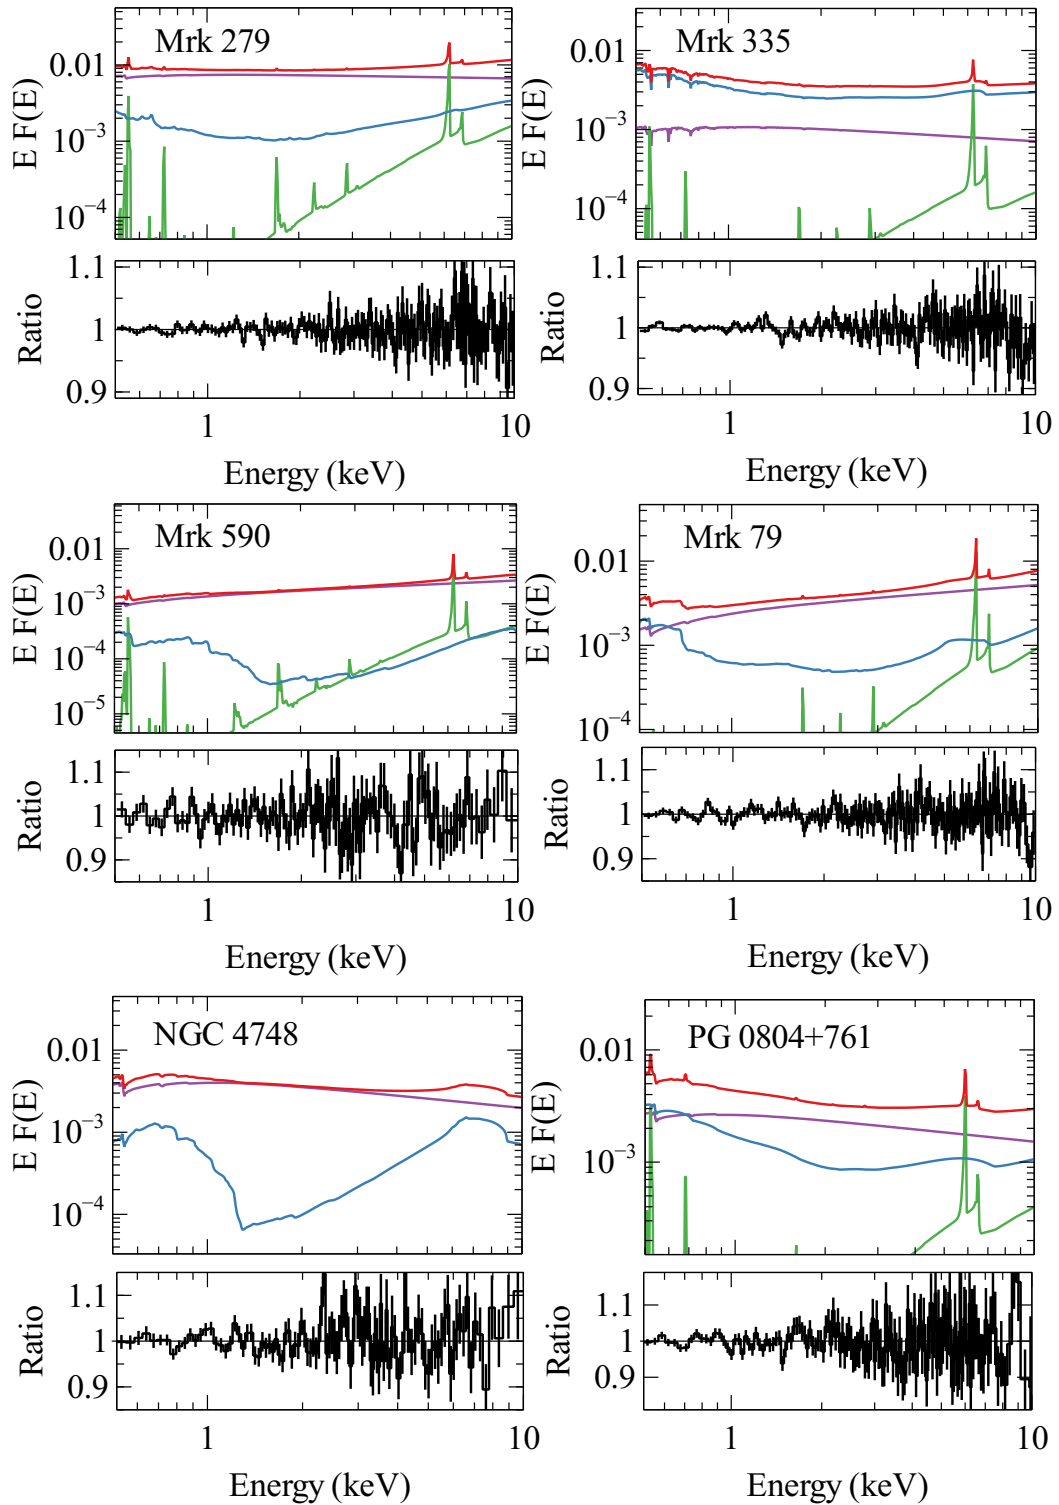 Mrk 279
0.01
10⁻³
10⁻⁴
E F(E)
1.1
1
0.9
Ratio
1
10
Energy (keV)
Mrk 335
0.01
10⁻³
10⁻⁴
E F(E)
1.1
1
0.9
Ratio
1
10
Energy (keV)
Mrk 590
0.01
10⁻³
10⁻⁴
10⁻⁵
E F(E)
1.1
1
0.9
Ratio
1
10
Energy (keV)
Mrk 79
0.01
10⁻³
10⁻⁴
E F(E)
1.1
1
0.9
Ratio
1
10
Energy (keV)
NGC 4748
0.01
10⁻³
10⁻⁴
E F(E)
1.1
1
0.9
Ratio
1
10
Energy (keV)
PG 0804+761
0.01
10⁻³
E F(E)
1.1
1
0.9
Ratio
1
10
Energy (keV)